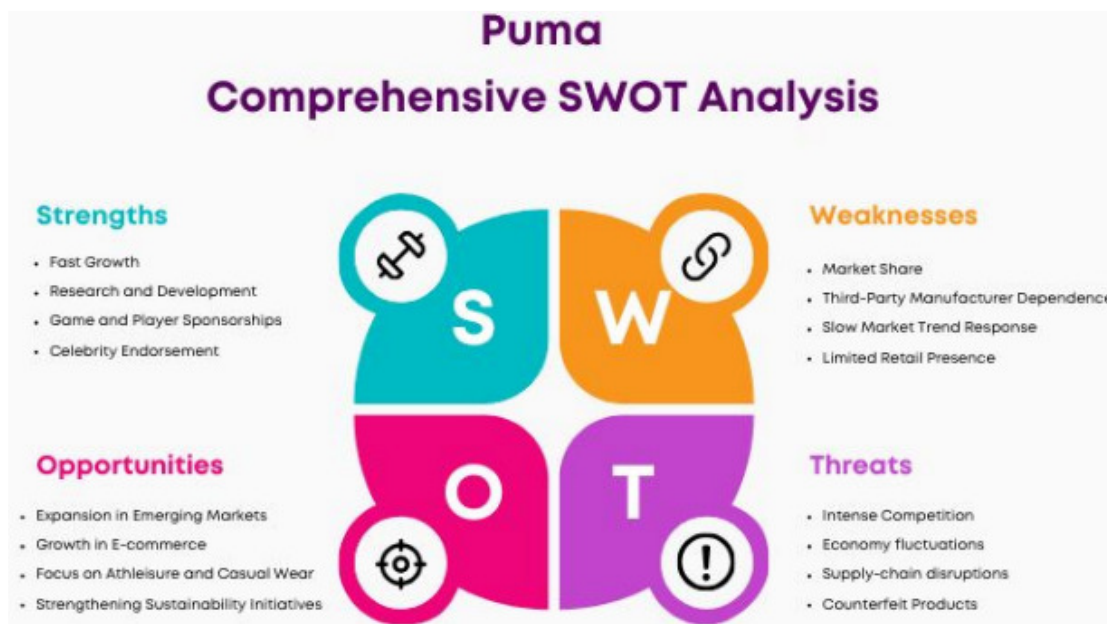 Puma
Comprehensive SWOT Analysis
Strengths
• Fast Growth
• Research and Development
• Game and Player Sponsorships
• Celebrity Endorsement
S
W
Weaknesses
• Market Share
• Third-Party Manufacturer Dependence
• Slow Market Trend Response
• Limited Retail Presence
Opportunities
• Expansion in Emerging Markets
• Growth in E-commerce
• Focus on Athleisure and Casual Wear
• Strengthening Sustainability Initiatives
O
T
Threats
• Intense Competition
• Economy fluctuations
• Supply-chain disruptions
• Counterfeit Products